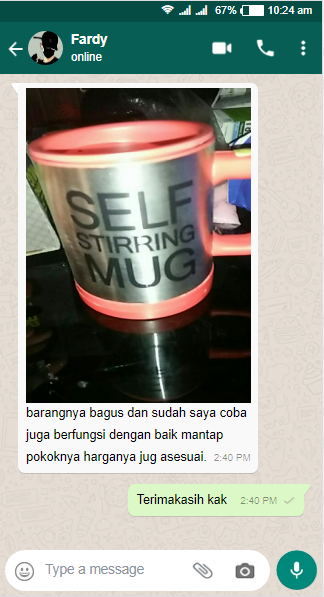 67% 10:24 am
Fardy
online
SELF
STIRRING
MUG
barangnya bagus dan sudah saya coba
juga berfungsi dengan baik mantap
pokoknya harganya jug asesuai. 2:40 PM
Terimakasih kak 2:40 PM
Type a message